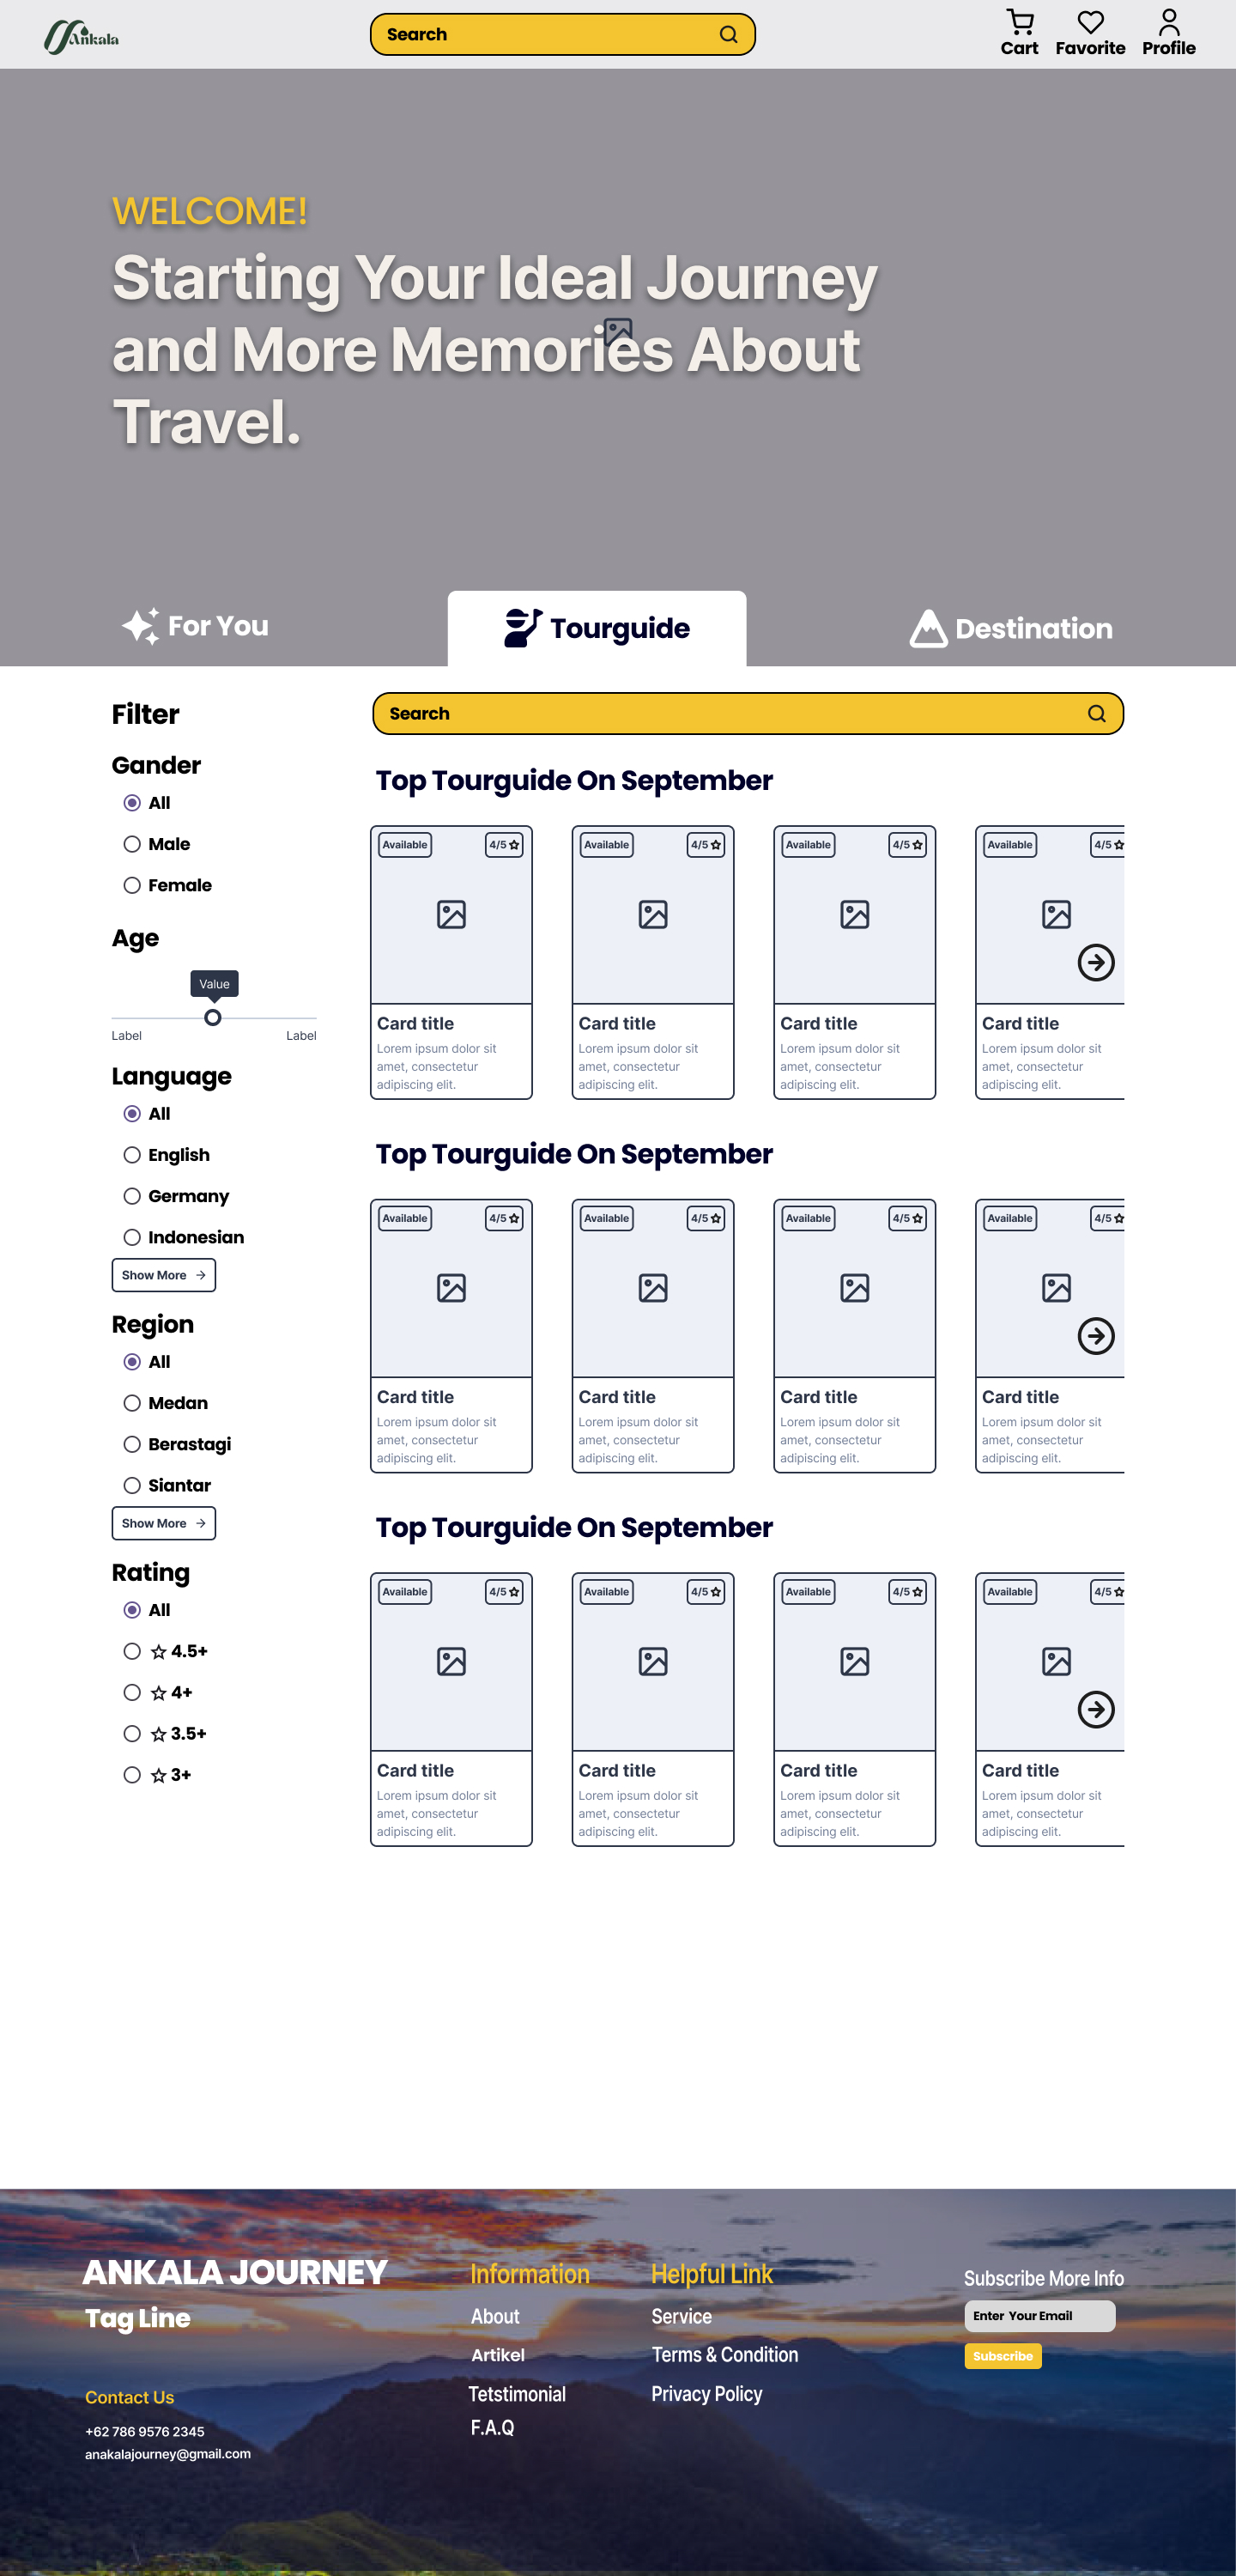 Ankala
Search
Cart Favorite Profile
WELCOME!
Starting Your Ideal Journey
and More Memories About
Travel.
For You
Tourguide
Destination
Filter
Gander
All
Male
Female
Age
Value
Label Label
Language
All
English
Germany
Indonesian
Show More
Region
All
Medan
Berastagi
Siantar
Show More
Rating
All
4.5+
4+
3.5+
3+
Search
Top Tourguide On September
Available 4/5 Available 4/5 Available 4/5 Available 4/5
Card title Card title Card title Card title
Lorem ipsum dolor sit Lorem ipsum dolor sit Lorem ipsum dolor sit Lorem ipsum dolor sit
amet, consectetur amet, consectetur amet, consectetur amet, consectetur
adipiscing elit. adipiscing elit. adipiscing elit. adipiscing elit.
Top Tourguide On September
Available 4/5 Available 4/5 Available 4/5 Available 4/5
Card title Card title Card title Card title
Lorem ipsum dolor sit Lorem ipsum dolor sit Lorem ipsum dolor sit Lorem ipsum dolor sit
amet, consectetur amet, consectetur amet, consectetur amet, consectetur
adipiscing elit. adipiscing elit. adipiscing elit. adipiscing elit.
Top Tourguide On September
Available 4/5 Available 4/5 Available 4/5 Available 4/5
Card title Card title Card title Card title
Lorem ipsum dolor sit Lorem ipsum dolor sit Lorem ipsum dolor sit Lorem ipsum dolor sit
amet, consectetur amet, consectetur amet, consectetur amet, consectetur
adipiscing elit. adipiscing elit. adipiscing elit. adipiscing elit.
ANKALA JOURNEY
Tag Line
Contact Us
+62 786 9576 2345
anakalajourney@gmail.com
Information
About
Artikel
Tetstimonial
F.A.Q
Helpful Link
Service
Terms & Condition
Privacy Policy
Subscribe More Info
Enter Your Email
Subscribe